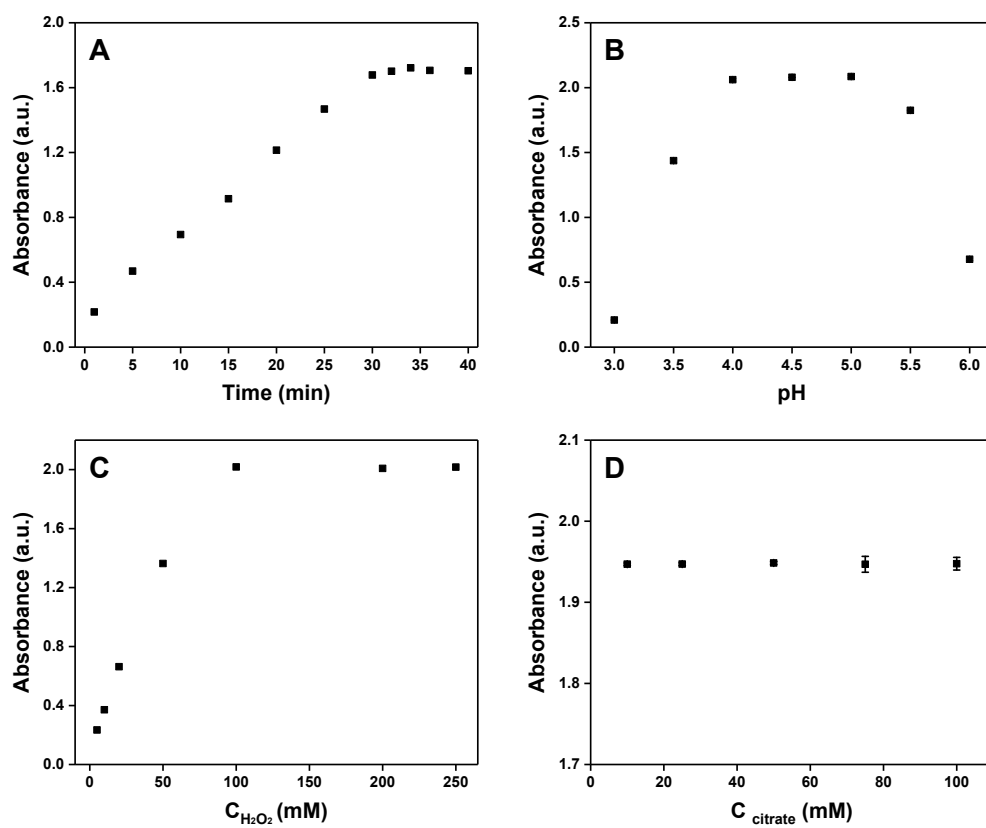 A
Absorbance (a.u.)
2.0
1.6
1.2
0.8
0.4
0.0
0 5 10 15 20 25 30 35 40
Time (min)
B
Absorbance (a.u.)
2.5
2.0
1.5
1.0
0.5
0.0
3.0 3.5 4.0 4.5 5.0 5.5 6.0
pH
C
Absorbance (a.u.)
2.0
1.6
1.2
0.8
0.4
0.0
0 50 100 150 200 250
C H₂O₂ (mM)
D
Absorbance (a.u.)
2.1
2.0
1.9
1.8
1.7
0 20 40 60 80 100
C citrate (mM)